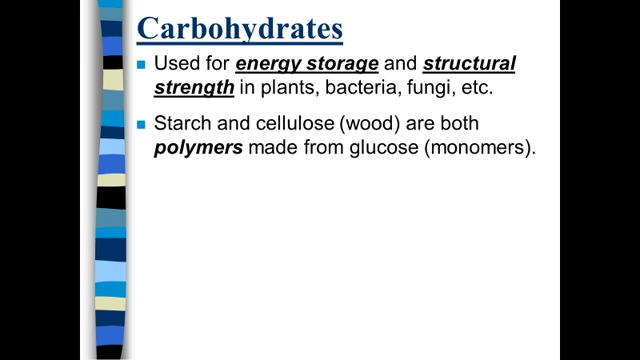 Carbohydrates
Used for energy storage and structural
strength in plants, bacteria, fungi, etc.
Starch and cellulose (wood) are both
polymers made from glucose (monomers).